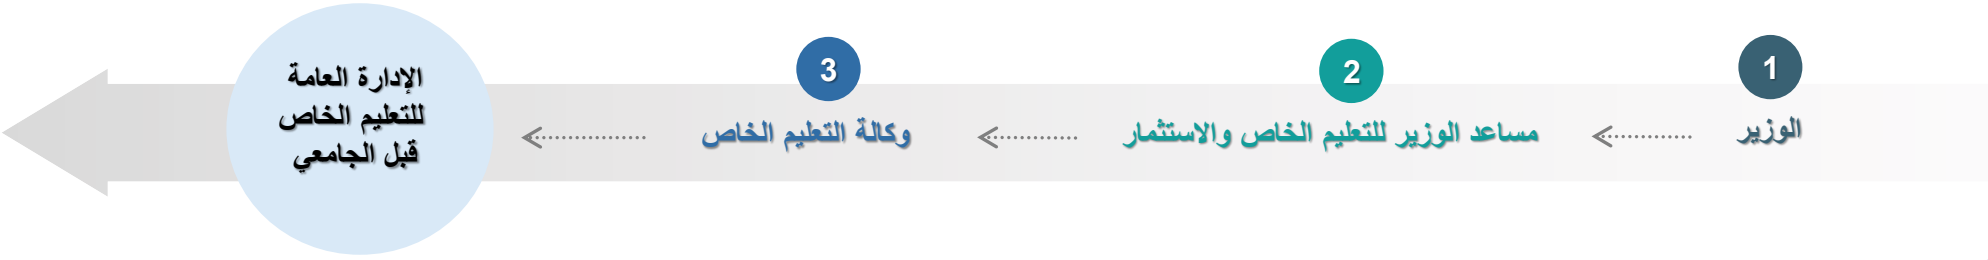 1
الوزير
2
مساعد الوزير للتعليم الخاص والاستثمار
3
وكالة التعليم الخاص
الإدارة العامة
للتعليم الخاص
قبل الجامعي